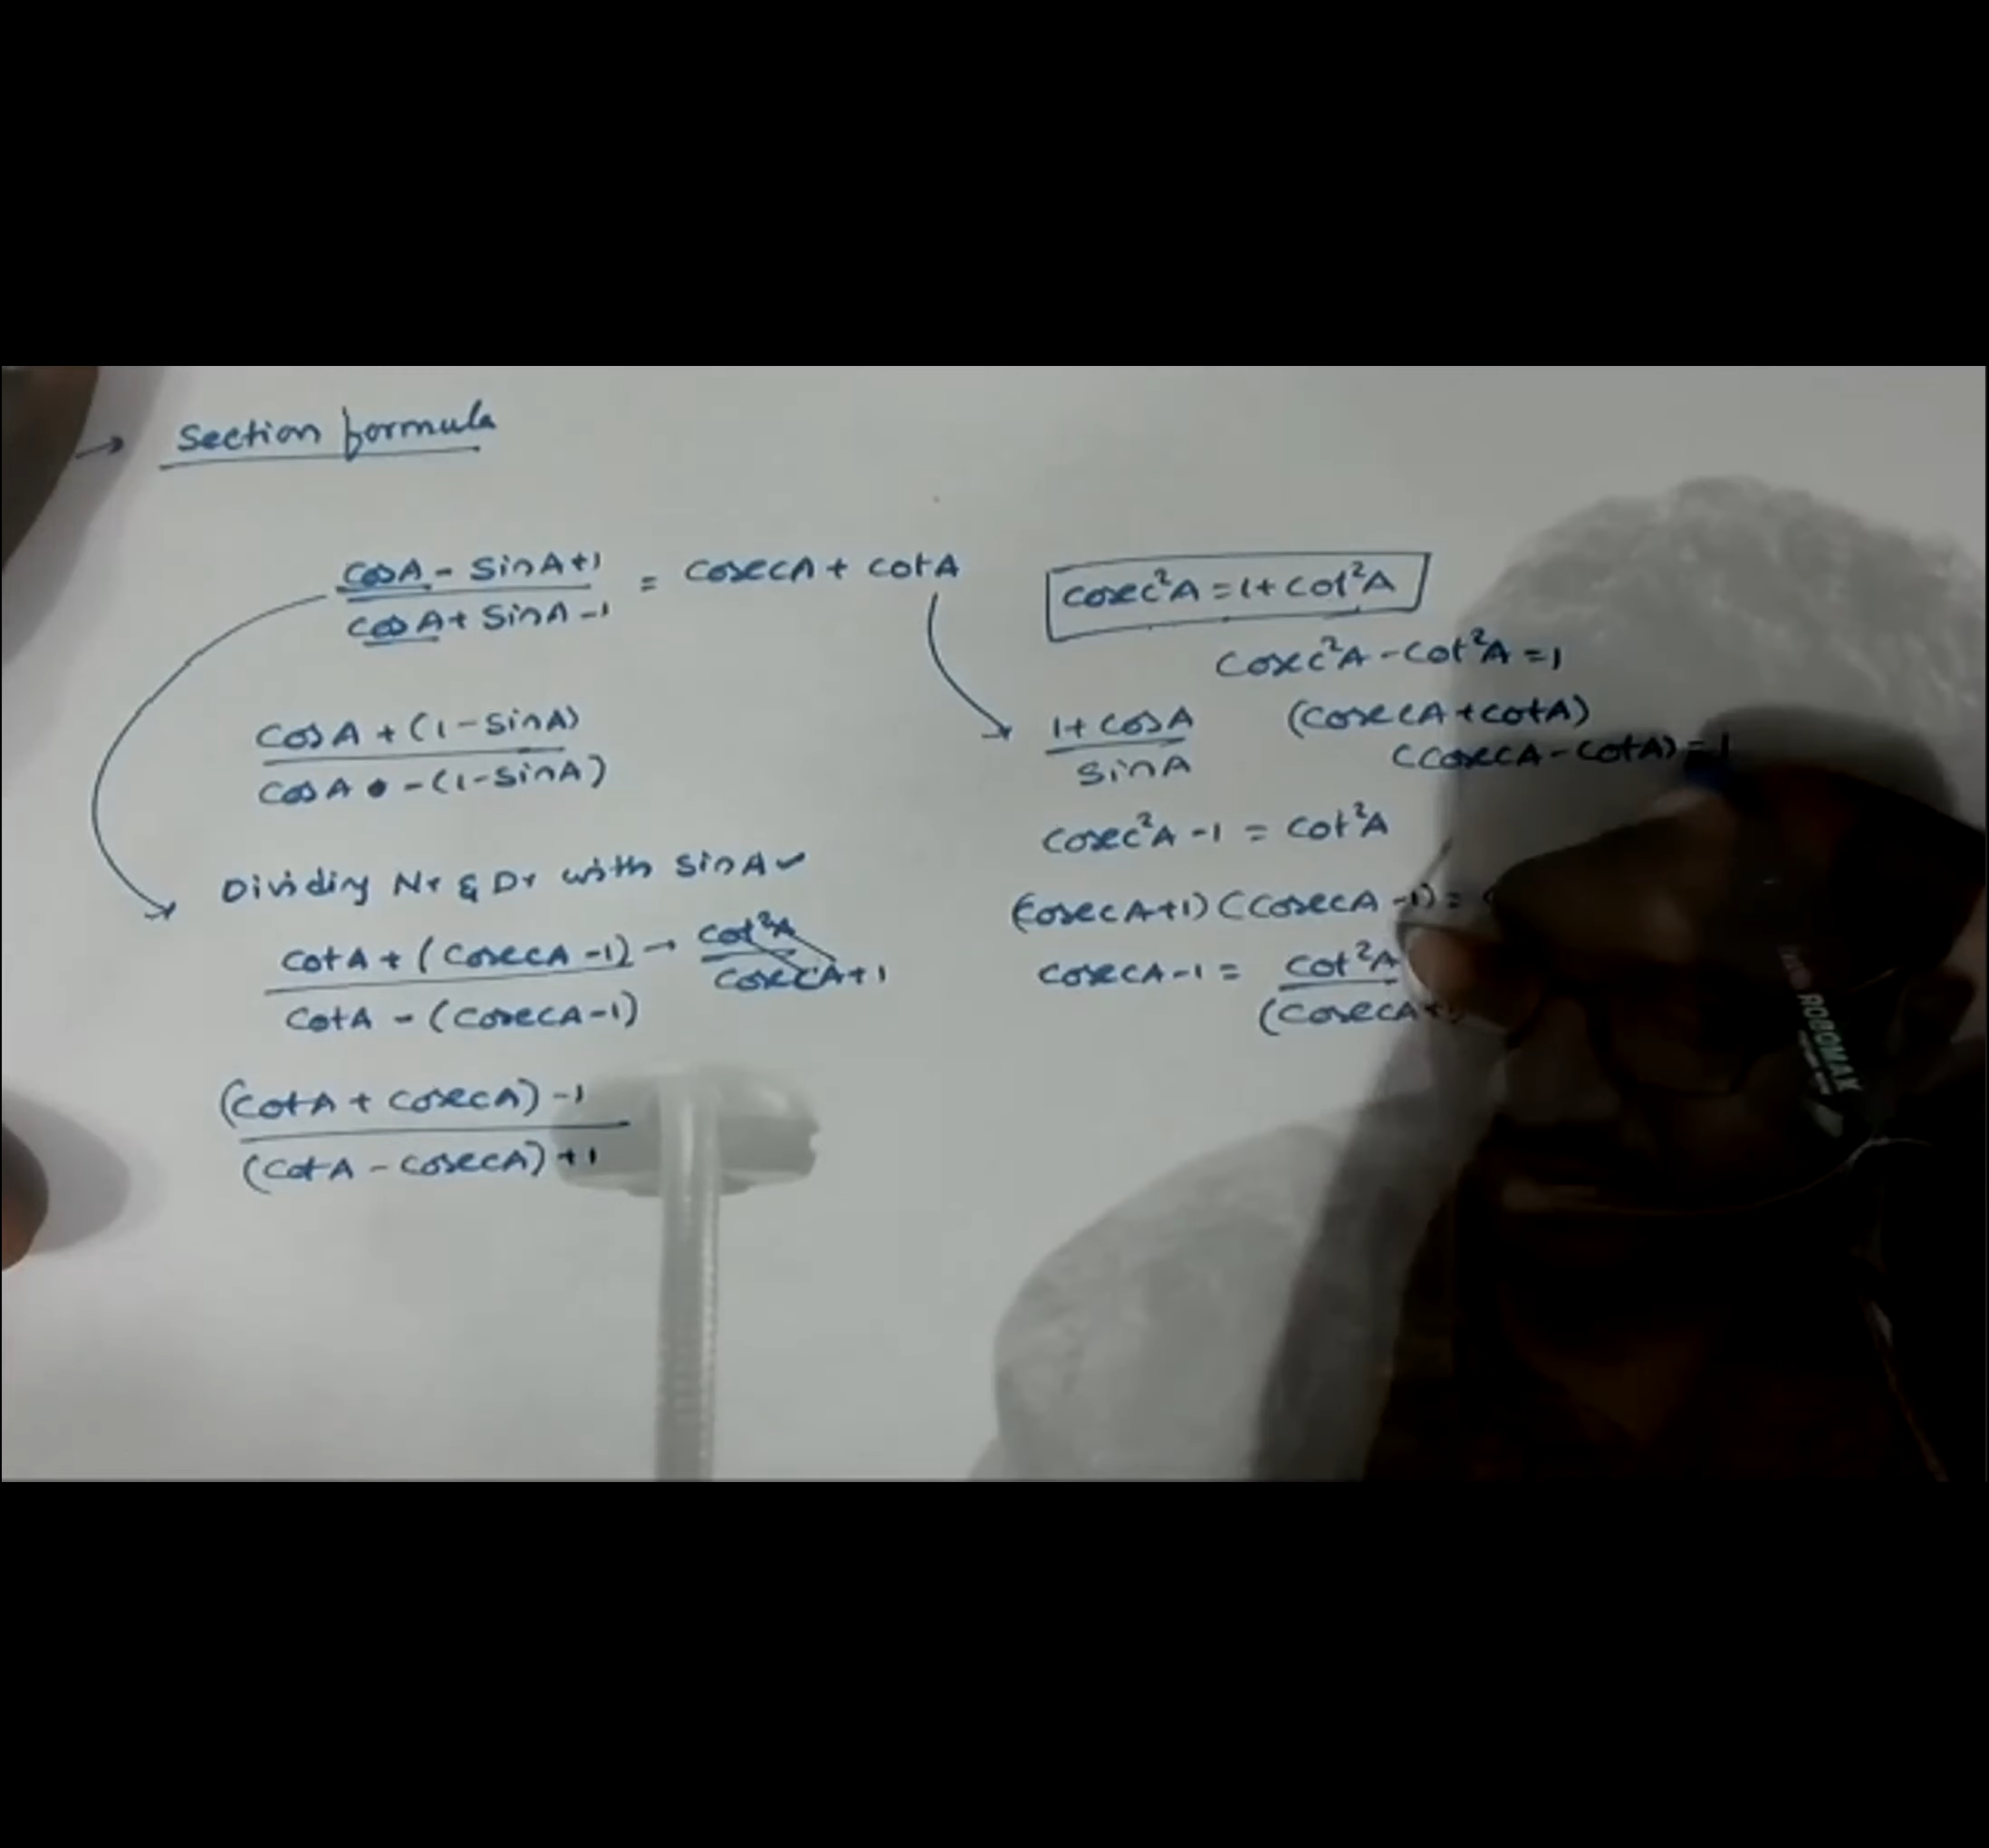 → Section formula
cosA - sinA+1 / cosA + sinA-1 = cosecA + cotA
cosec²A = 1+ cot²A
cosec²A - cot²A = 1
cosA + (1-sinA) / cosA - (1-sinA)
1+ cosA / sinA
(cosecA + cotA)
(cosecA - cotA) = 1
cosec²A - 1 = cot²A
Dividing Nr & Dr with sinA
(cosecA+1) (cosecA -1) =
cotA + (cosecA -1) → cot²A / cosecA+1
cotA - (cosecA-1)
cosecA-1 = cot²A / (cosecA+
(cotA + cosecA) -1
(cotA - cosecA) +1
ROBOMAX